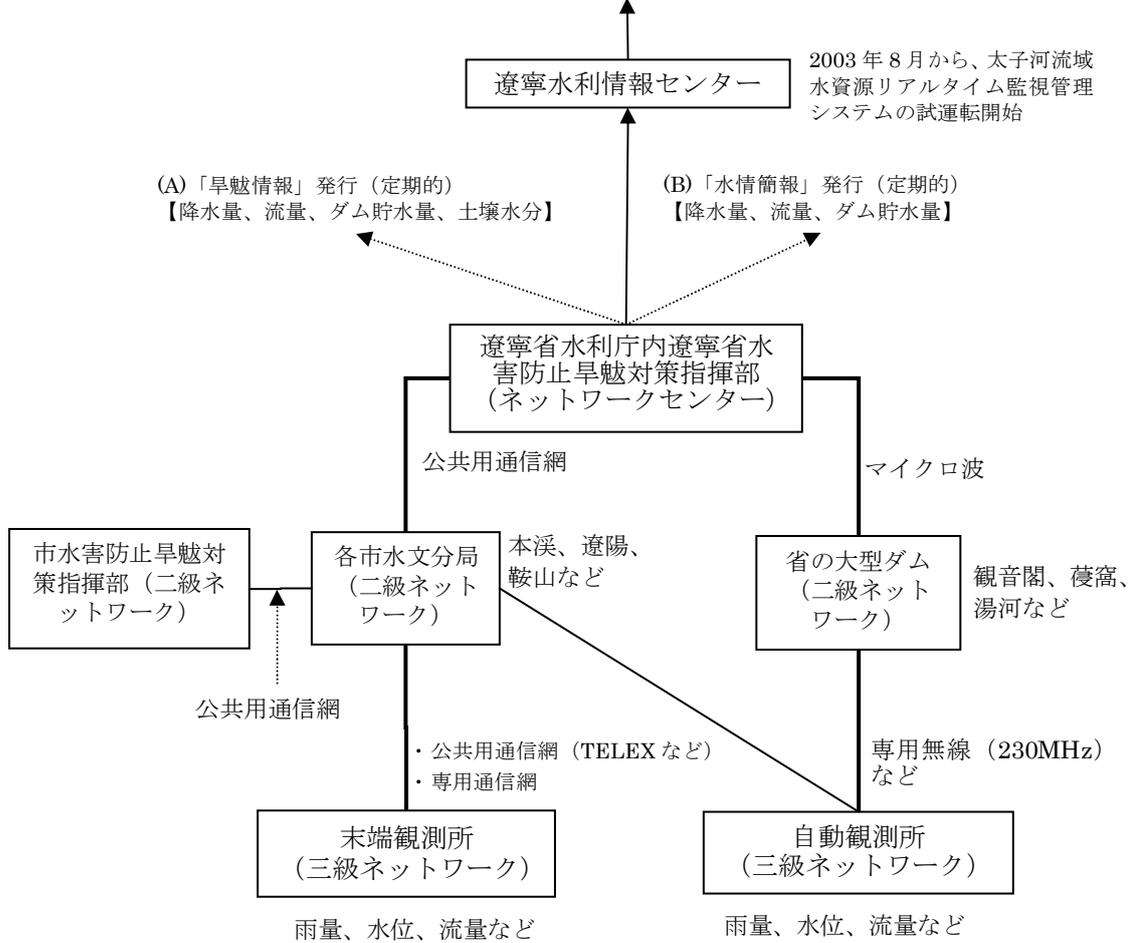 遼寧水利情報センター
2003 年 8 月から、太子河流域
水資源リアルタイム監視管理
システムの試運転開始
(A)「旱魃情報」発行（定期的）
【降水量、流量、ダム貯水量、土壌水分】
(B)「水情簡報」発行（定期的）
【降水量、流量、ダム貯水量】
遼寧省水利庁内遼寧省水
害防止旱魃対策指揮部
（ネットワークセンター）
公共用通信網
マイクロ波
市水害防止旱魃対
策指揮部（二級ネ
ットワーク）
各市水文分局
（二級ネット
ワーク）
本渓、遼陽、
鞍山など
省の大型ダム
（二級ネット
ワーク）
観音閣、葠窩、
湯河など
公共用通信網
・公共用通信網（TELEX など）
・専用通信網
専用無線（230MHz）
など
末端観測所
（三級ネットワーク）
自動観測所
（三級ネットワーク）
雨量、水位、流量など
雨量、水位、流量など